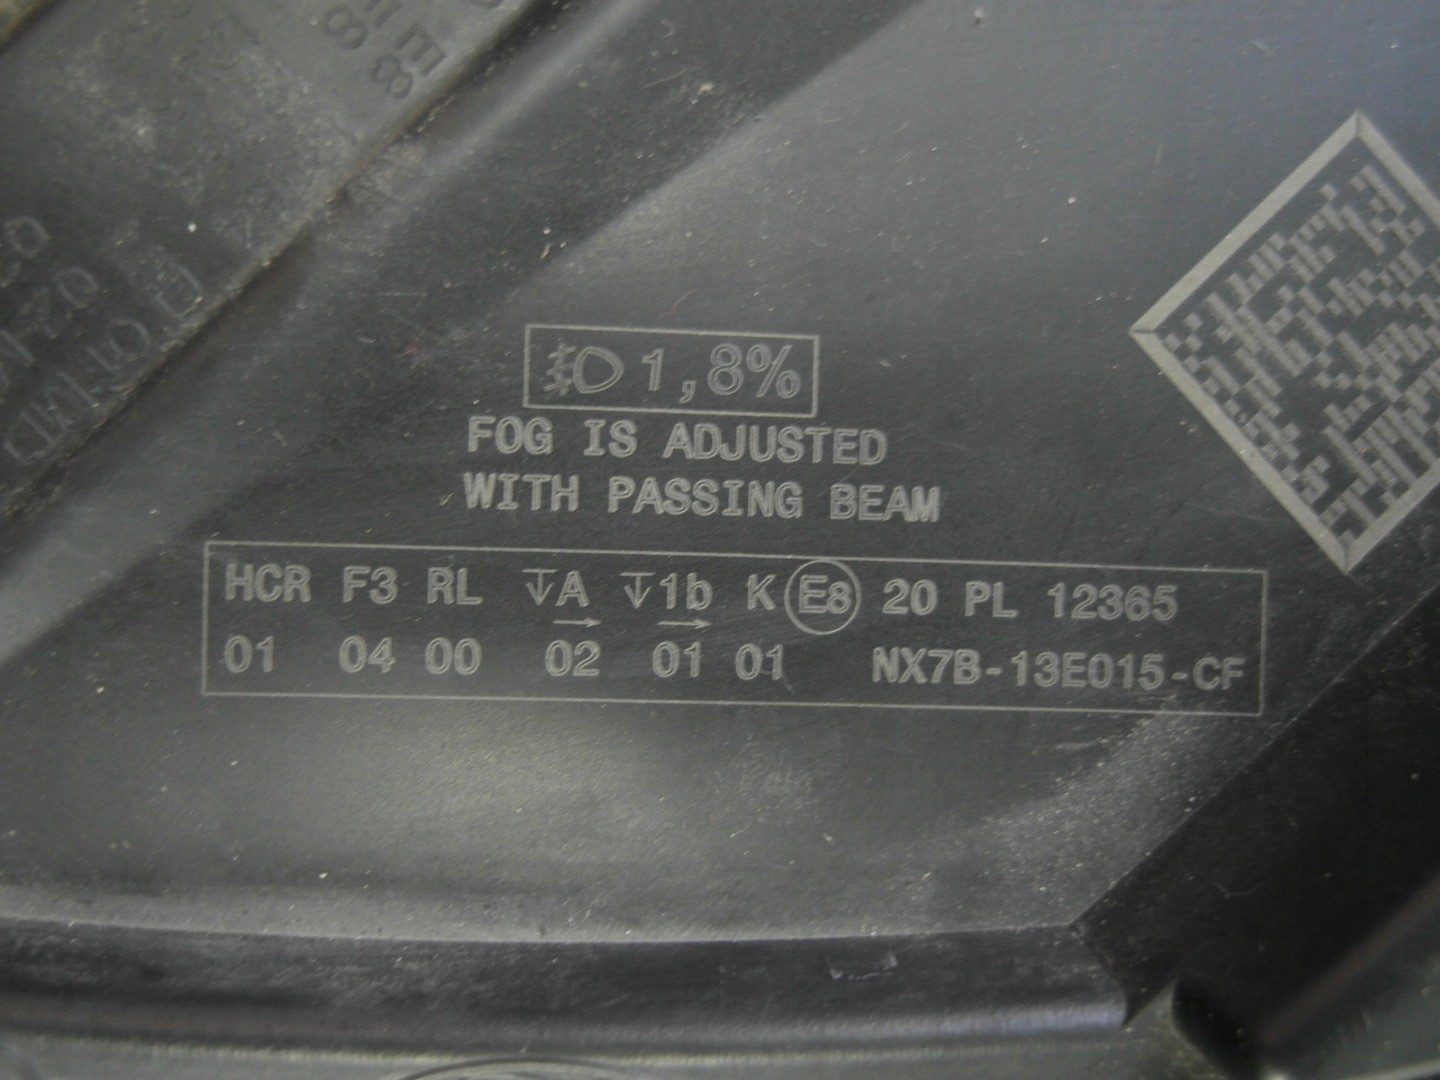 1,8%
FOG IS ADJUSTED
WITH PASSING BEAM
HCR F3 RL A 1b K E8 20 PL 12365
→ →
01 04 00 02 01 01 NX7B-13E015-CF